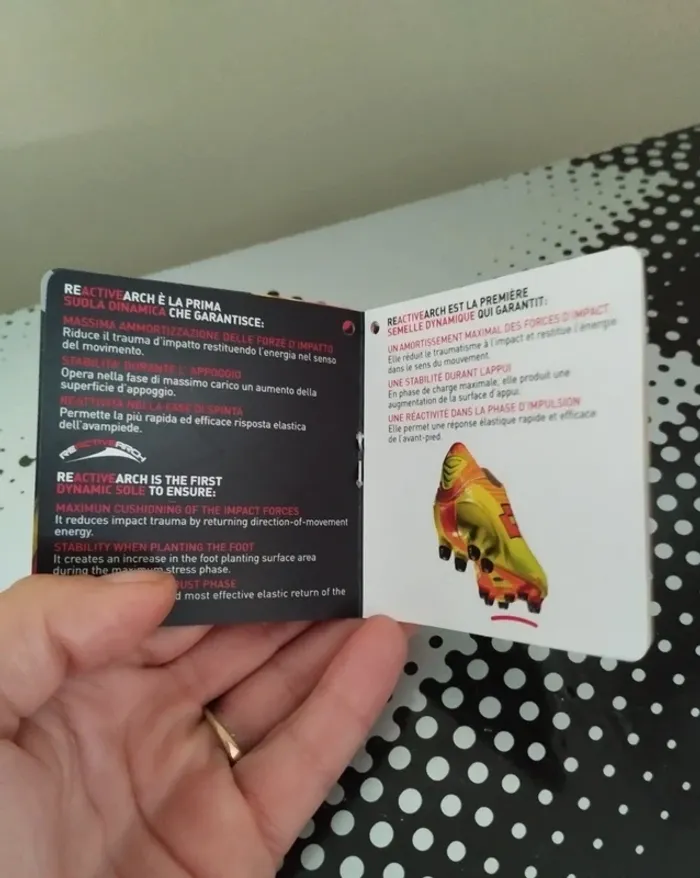 REACTIVEARCH È LA PRIMA
SUOLA DINAMICA CHE GARANTISCE:
MASSIMA AMMORTIZZAZIONE DELLE FORZE D'IMPATTO
Riduce il trauma d'impatto restituendo l'energia nel senso
del movimento.
STABILITÀ DURANTE L'APPOGGIO
Opera nella fase di massimo carico un aumento della
superficie d'appoggio.
REATTIVITÀ NELLA FASE DI SPINTA
Permette la più rapida ed efficace risposta elastica
dell'avampiede.
REACTIVEARCH
REACTIVEARCH IS THE FIRST
DYNAMIC SOLE TO ENSURE:
MAXIMUN CUSHIONING OF THE IMPACT FORCES
It reduces impact trauma by returning direction-of-movement
energy.
STABILITY WHEN PLANTING THE FOOT
It creates an increase in the foot planting surface area
during the maximum stress phase.
PHASE
most effective elastic return of the
REACTIVEARCH EST LA PREMIÈRE
SEMELLE DYNAMIQUE QUI GARANTIT:
UN AMORTISSEMENT MAXIMAL DES FORCES D'IMPACT
Elle réduit le traumatisme à l'impact et restitue l'énergie
dans le sens du mouvement.
UNE STABILITÉ DURANT LAPPUI
En phase de charge maximale, elle produit une
augmentation de la surface d'appui.
UNE RÉACTIVITÉ DANS LA PHASE D'IMPULSION
Elle permet une réponse élastique rapide et efficace
de l'avant-pied.